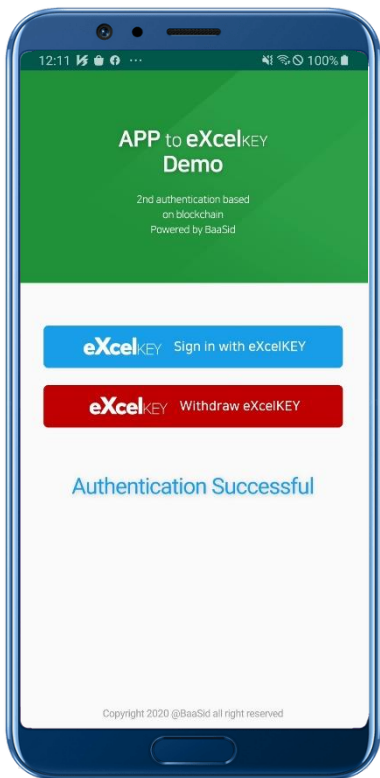 12:11 ... 100%
APP to eXcelKEY
Demo
2nd authentication based
on blockchain
Powered by BaaSid
eXcelKEY Sign in with eXcelKEY
eXcelKEY Withdraw eXcelKEY
Authentication Successful
Copyright 2020 @BaaSid all right reserved